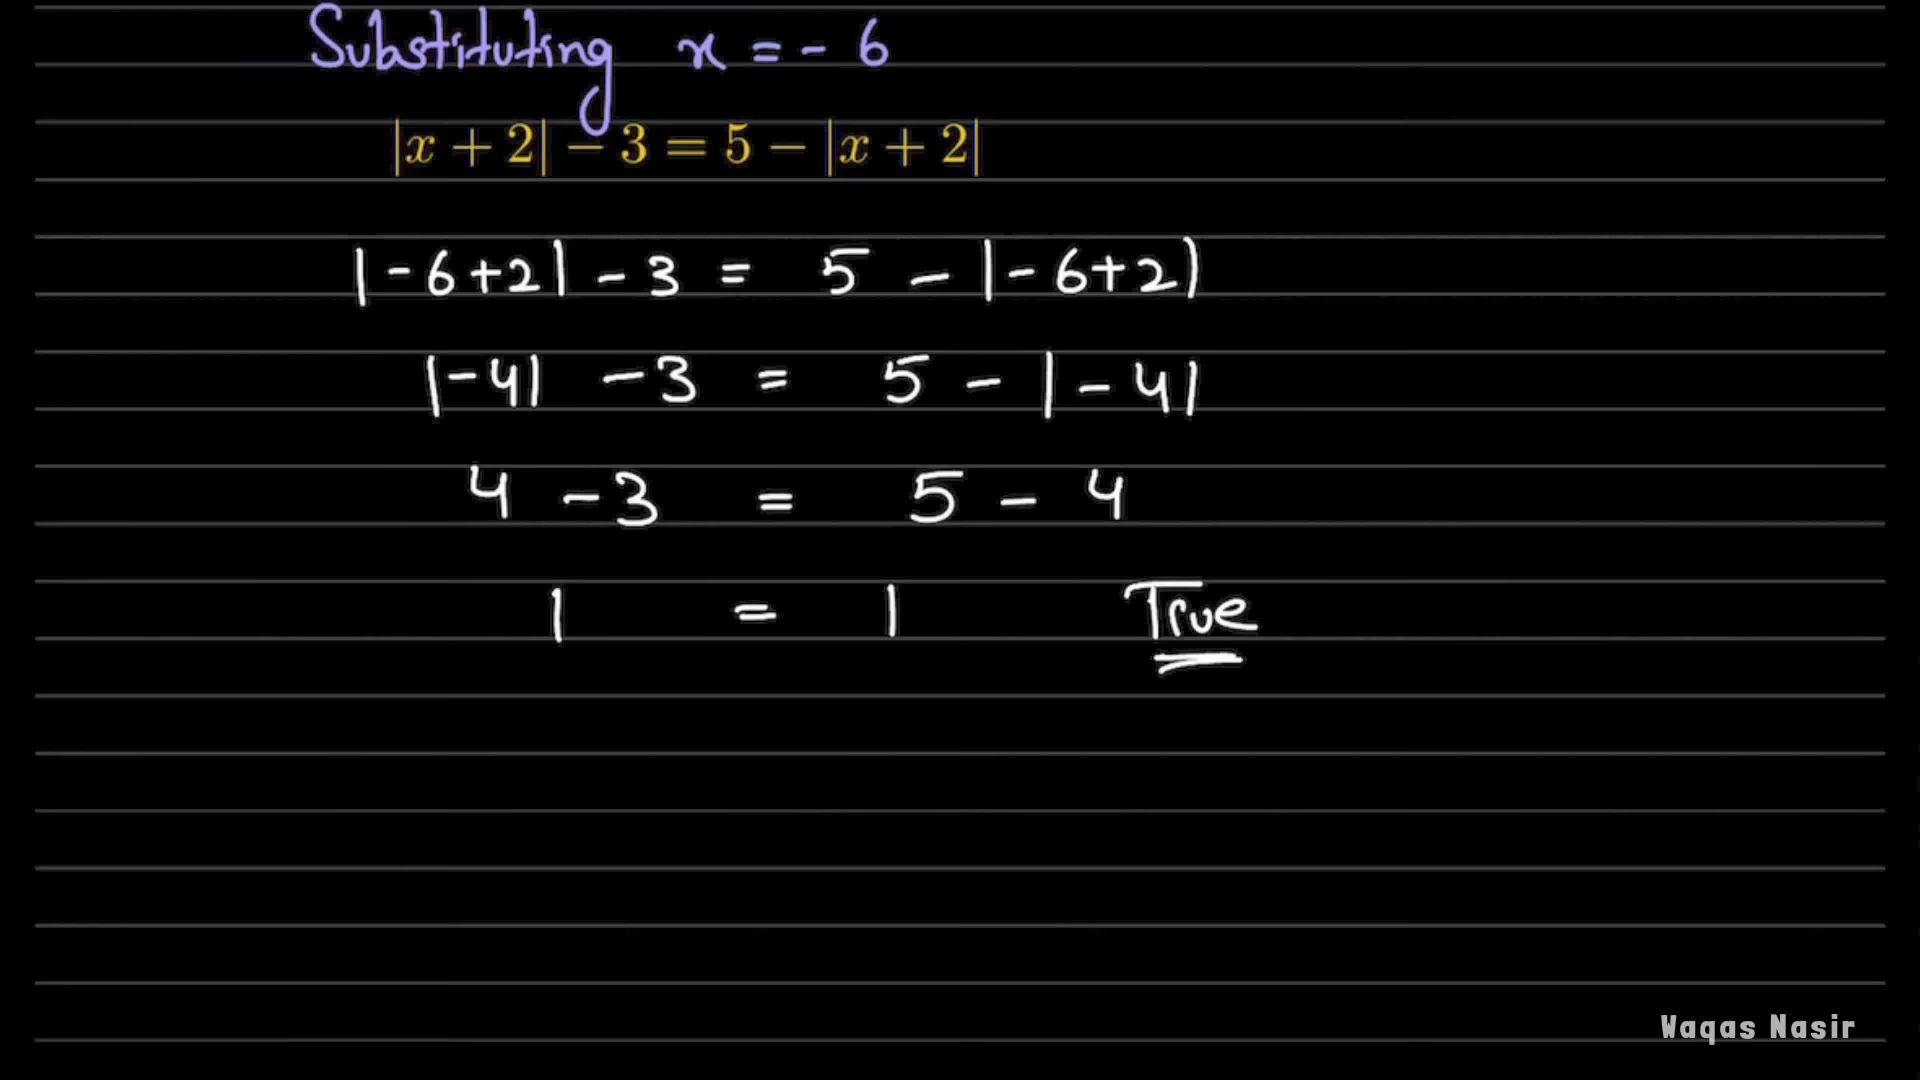 Substituting x = - 6
|x + 2| − 3 = 5 − |x + 2|
|-6+2| - 3 = 5 - |-6+2|
|-4| - 3 = 5 - |-4|
4 - 3 = 5 - 4
1 = 1 True
Waqas Nasir